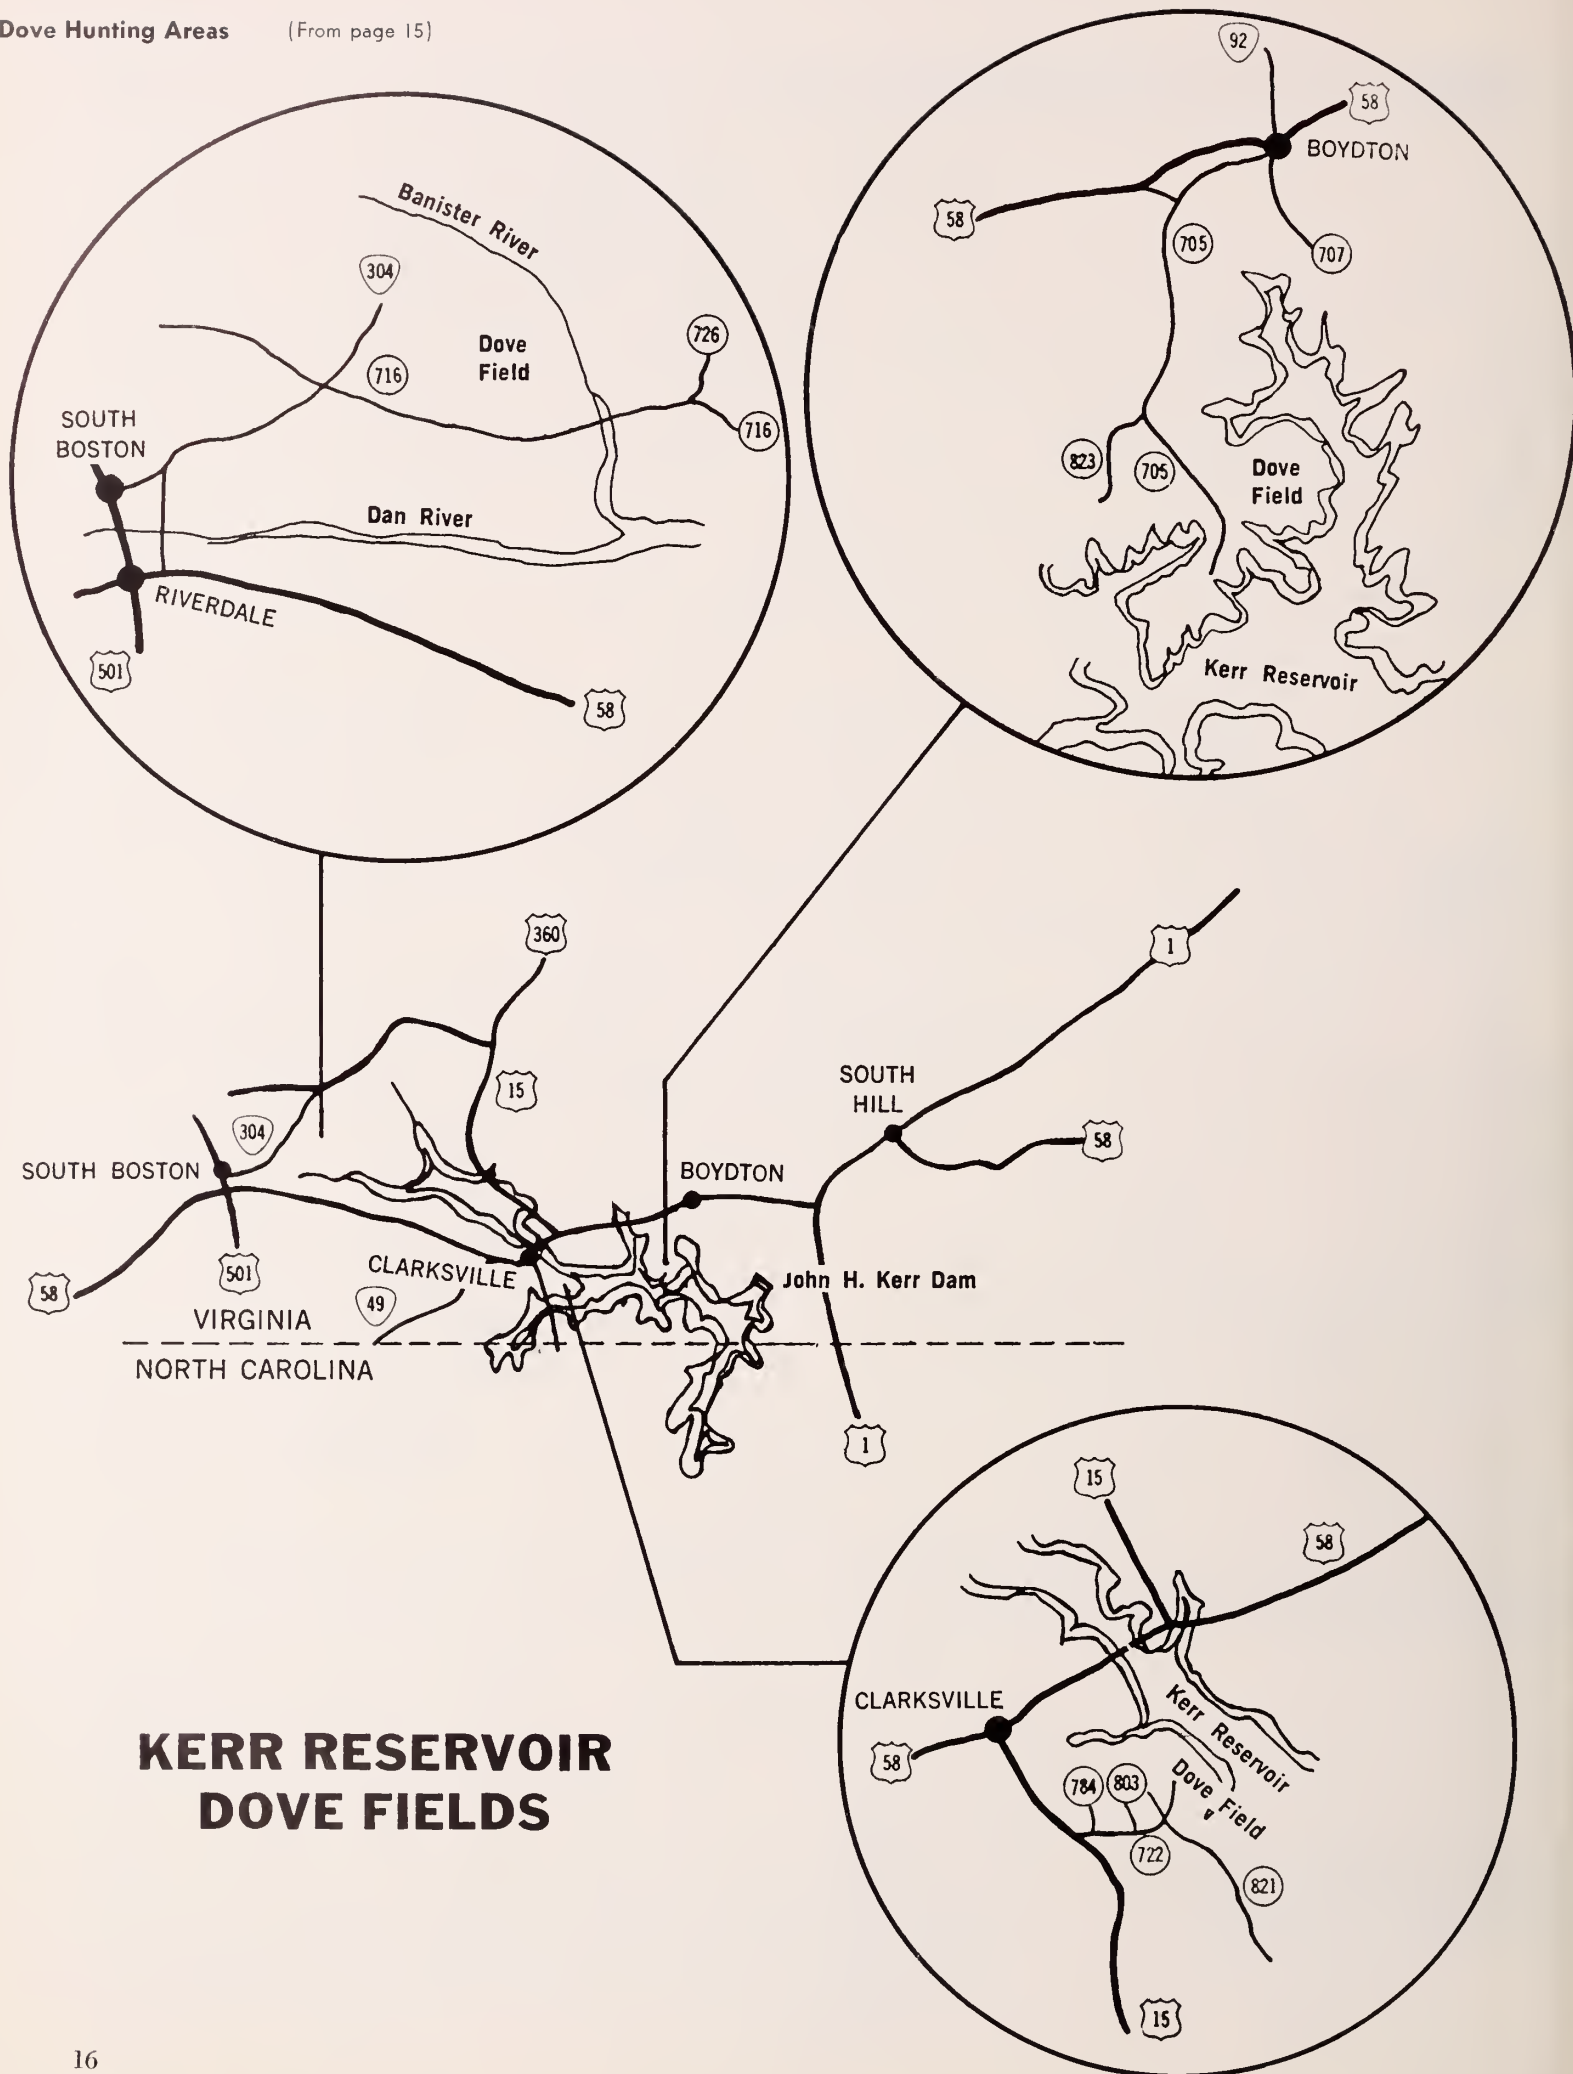 Dove Hunting Areas (From page 15)
Banister River
304
716
Dove
Field
726
716
SOUTH
BOSTON
Dan River
RIVERDALE
501
58
92
58
BOYDTON
58
705
707
823
705
Dove
Field
Kerr Reservoir
360
1
15
SOUTH
HILL
304
58
SOUTH BOSTON
BOYDTON
501
CLARKSVILLE
58
49
John H. Kerr Dam
VIRGINIA
NORTH CAROLINA
1
15
58
CLARKSVILLE
Kerr Reservoir
58
784
803
Dove Field
722
821
15
KERR RESERVOIR
DOVE FIELDS
16